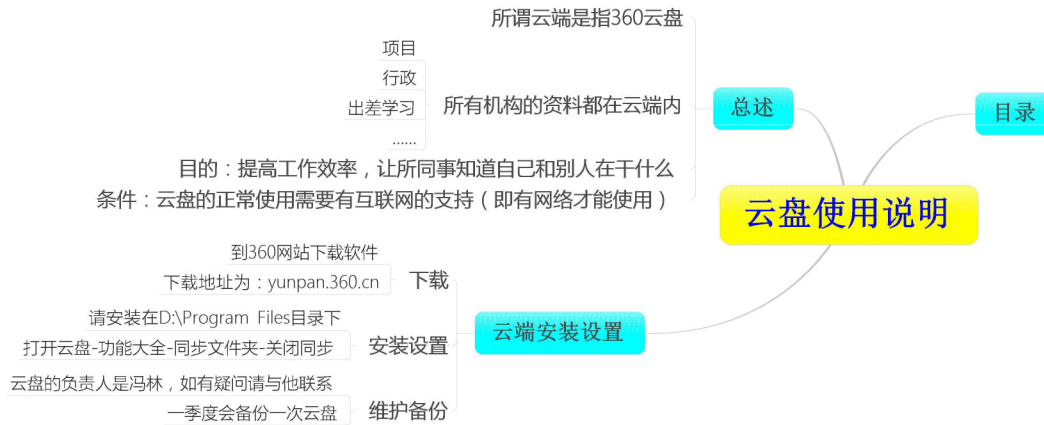 云盘使用说明
目录
总述
所谓云端是指360云盘
所有机构的资料都在云端内
项目
行政
出差学习
......
目的：提高工作效率，让所同事知道自己和别人在干什么
条件：云盘的正常使用需要有互联网的支持（即有网络才能使用）
云端安装设置
下载
到360网站下载软件
下载地址为：yunpan.360.cn
安装设置
请安装在D:\Program Files目录下
打开云盘-功能大全-同步文件夹-关闭同步
维护备份
云盘的负责人是冯林，如有疑问请与他联系
一季度会备份一次云盘